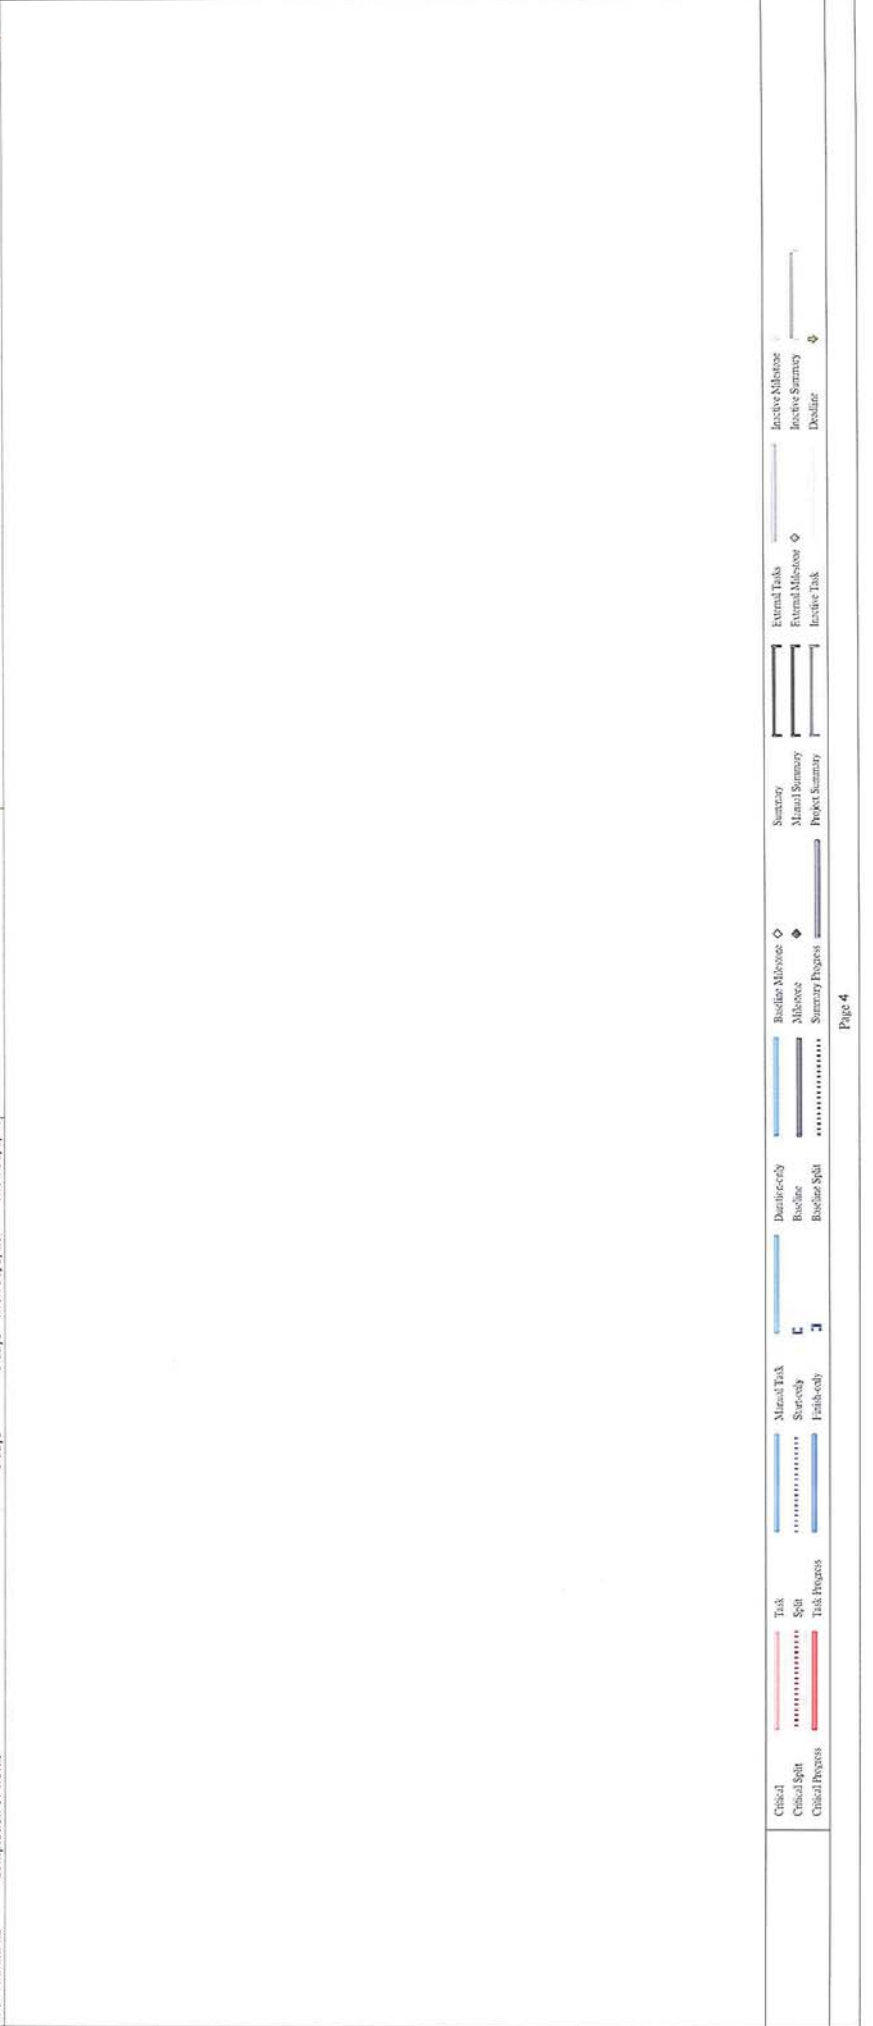 Critical
Task
Manual Task
Duration-only
Baseline Milestone
Summary
External Tasks
Inactive Milestone
Critical Split
Split
Start-only
Baseline
Milestone
Manual Summary
External Milestone
Inactive Summary
Critical Progress
Task Progress
Finish-only
Baseline Split
Summary Progress
Project Summary
Inactive Task
Deadline
Page 4